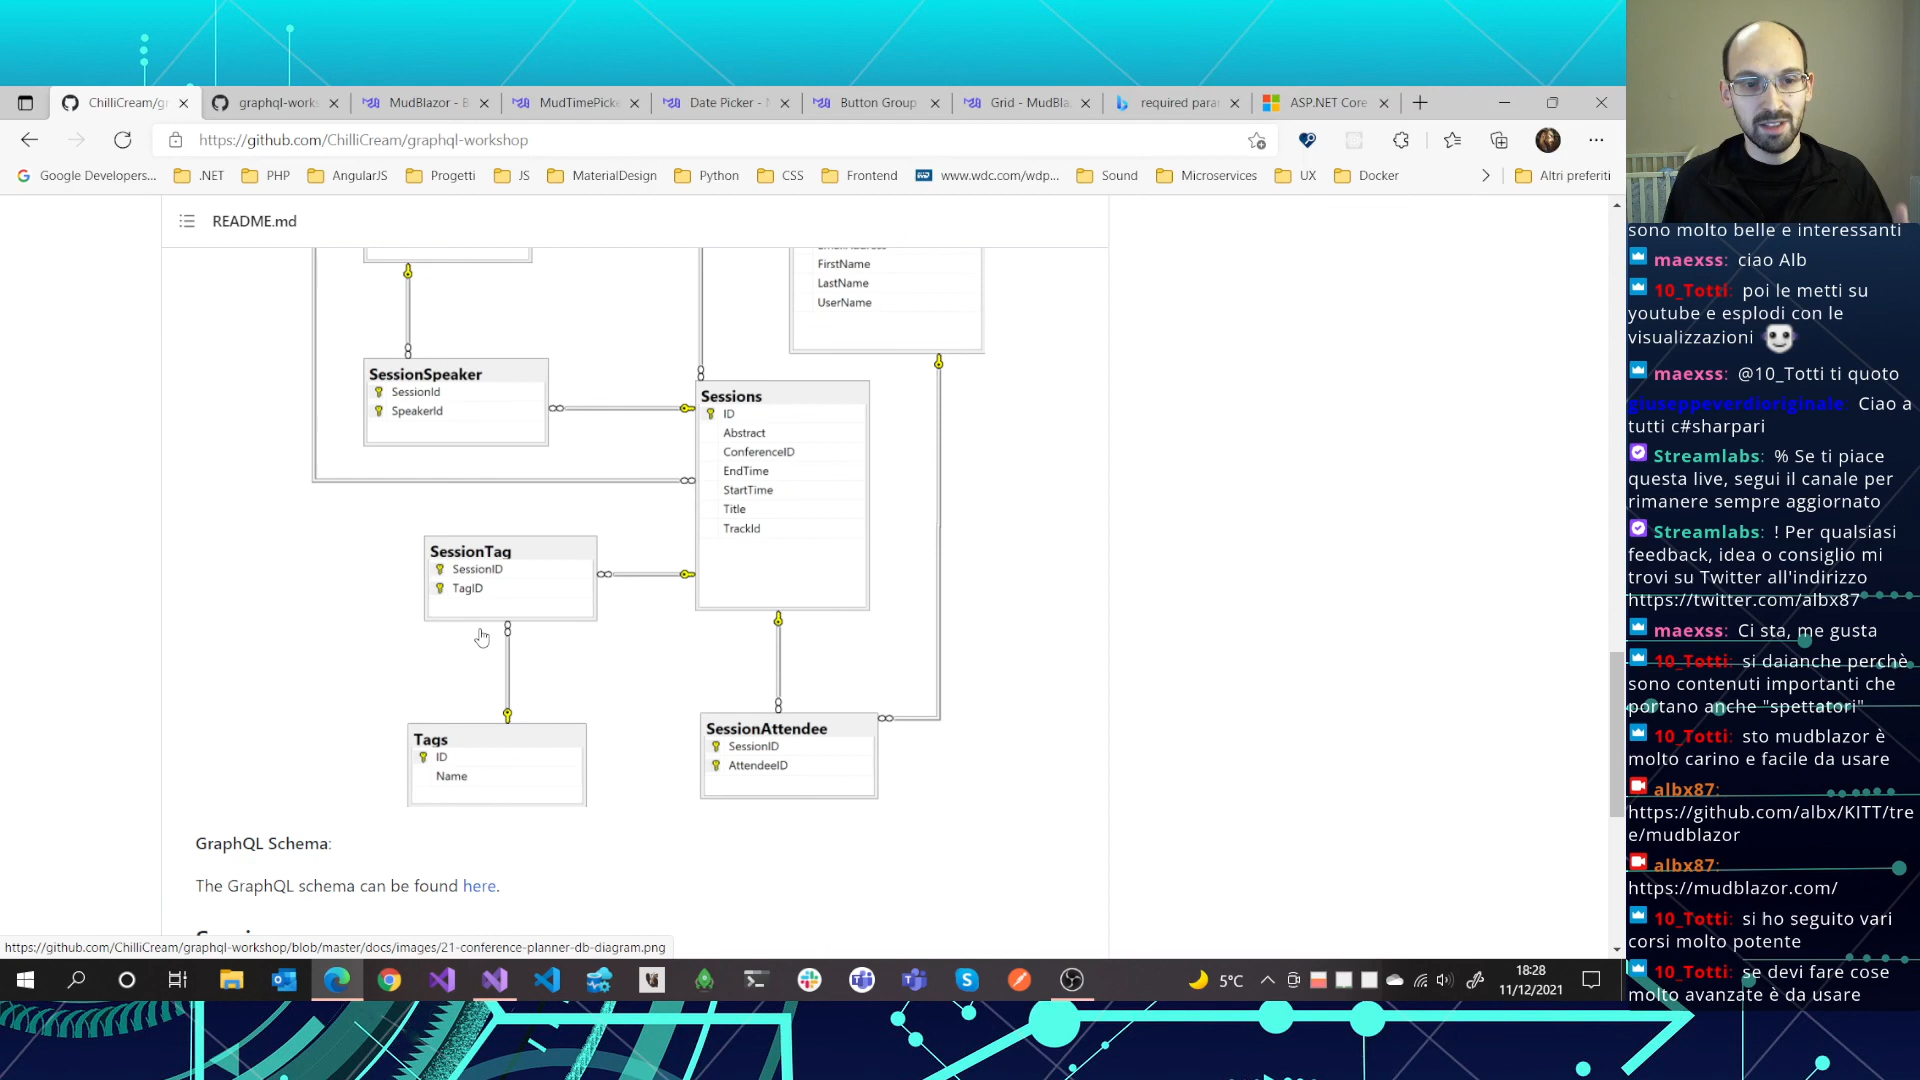 ChilliCream/gr
graphql-works
MudBlazor - B
MudTimePicke
Date Picker - M
Button Group
Grid - MudBla
required para
ASP.NET Core
https://github.com/ChilliCream/graphql-workshop
Google Developers...
.NET
PHP
AngularJS
Progetti
JS
MaterialDesign
Python
CSS
Frontend
www.wdc.com/wdp...
Sound
Microservices
UX
Docker
Altri preferiti
README.md
FirstName
LastName
UserName
SessionSpeaker
SessionId
SpeakerId
Sessions
ID
Abstract
ConferenceID
EndTime
StartTime
Title
TrackId
SessionTag
SessionID
TagID
Tags
ID
Name
SessionAttendee
SessionID
AttendeeID
GraphQL Schema:
The GraphQL schema can be found here.
https://github.com/ChilliCream/graphql-workshop/blob/master/docs/images/21-conference-planner-db-diagram.png
5°C
18:28
11/12/2021
sono molto belle e interessanti
maexss: ciao Alb
10_Totti: poi le metti su
youtube e esplodi con le
visualizzazioni
maexss: @10_Totti ti quoto
giuseppeverdioriginale: Ciao a
tutti c#sharpari
Streamlabs: % Se ti piace
questa live, segui il canale per
rimanere sempre aggiornato
Streamlabs: ! Per qualsiasi
feedback, idea o consiglio mi
trovi su Twitter all'indirizzo
https://twitter.com/albx87
maexss: Ci sta, me gusta
10_Totti: si daianche perchè
sono contenuti importanti che
portano anche "spettatori"
10_Totti: sto mudblazor è
molto carino e facile da usare
albx87:
https://github.com/albx/KITT/tre
e/mudblazor
albx87:
https://mudblazor.com/
10_Totti: si ho seguito vari
corsi molto potente
10_Totti: se devi fare cose
molto avanzate è da usare